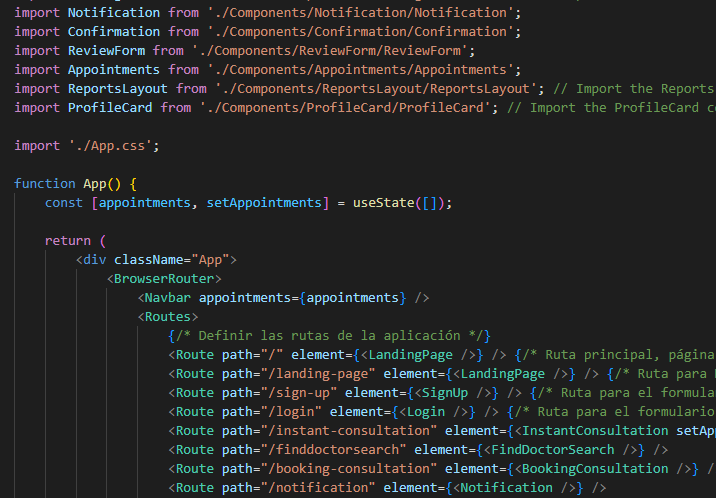 import Notification from './Components/Notification/Notification';
import Confirmation from './Components/Confirmation/Confirmation';
import ReviewForm from './Components/ReviewForm/ReviewForm';
import Appointments from './Components/Appointments/Appointments';
import ReportsLayout from './Components/ReportsLayout/ReportsLayout'; // Import the Reports
import ProfileCard from './Components/ProfileCard/ProfileCard'; // Import the ProfileCard c
import './App.css';
function App() {
const [appointments, setAppointments] = useState([]);
return (
<div className="App">
<BrowserRouter>
<Navbar appointments={appointments} />
<Routes>
{/* Definir las rutas de la aplicación */}
<Route path="/" element={<LandingPage />} /> {/* Ruta principal, página
<Route path="/landing-page" element={<LandingPage />} /> {/* Ruta para
<Route path="/sign-up" element={<SignUp />} /> {/* Ruta para el formula
<Route path="/login" element={<Login />} /> {/* Ruta para el formulario
<Route path="/instant-consultation" element={<InstantConsultation setAp
<Route path="/finddoctorsearch" element={<FindDoctorSearch />} />
<Route path="/booking-consultation" element={<BookingConsultation />} /
<Route path="/notification" element={<Notification />} />